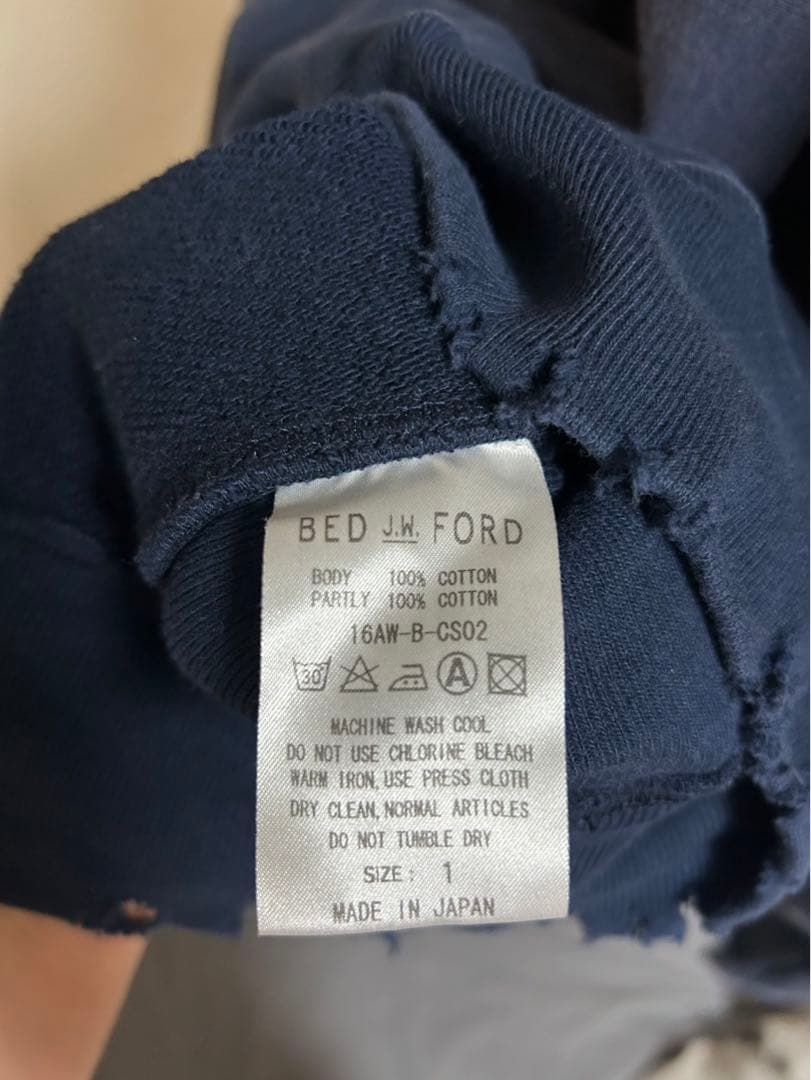 BED J.W. FORD
BODY 100% COTTON
PARTLY 100% COTTON
16AW-B-CS02
30 A
MACHINE WASH COOL
DO NOT USE CHLORINE BLEACH
WARM IRON, USE PRESS CLOTH
DRY CLEAN, NORMAL ARTICLES
DO NOT TUMBLE DRY
SIZE: 1
MADE IN JAPAN